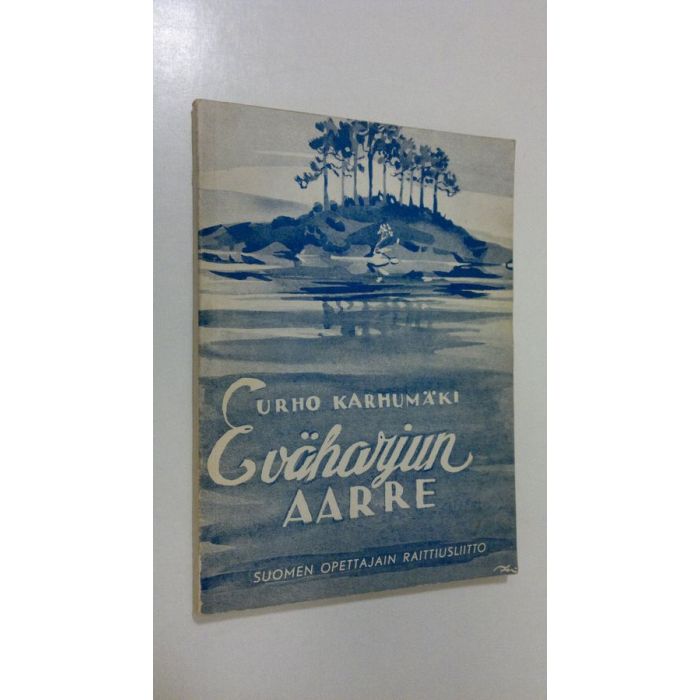 URHO KARHUMÄKI
Eväharjun
AARRE
SUOMEN OPETTAJAIN RAITTIUSLIITTO